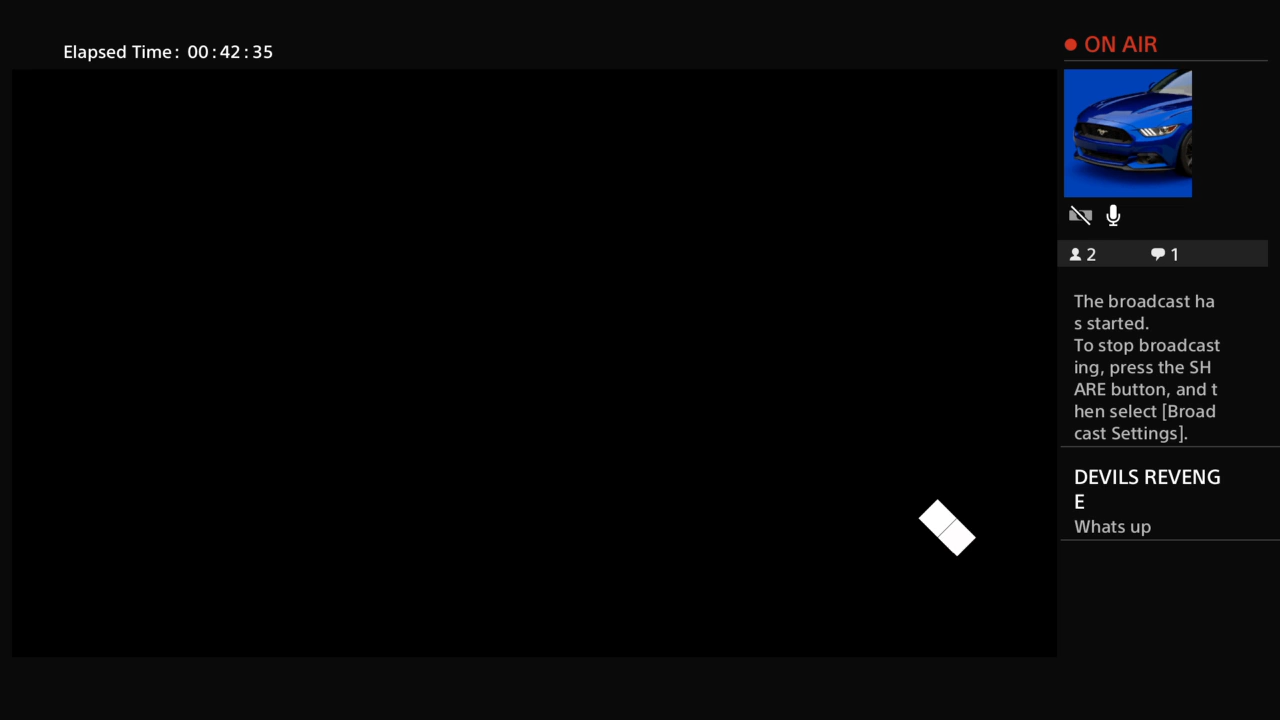 Elapsed Time: 00:42:35
ON AIR
2 1
The broadcast ha
s started.
To stop broadcast
ing, press the SH
ARE button, and t
hen select [Broad
cast Settings].
DEVILS REVENG
E
Whats up